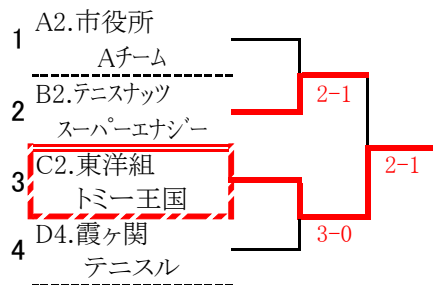 1
A2.市役所
Aチーム
2
B2.テニスナッツ
スーパーエナジー
2-1
3
C2.東洋組
トミー王国
2-1
3-0
4
D4.霞ヶ関
テニスル